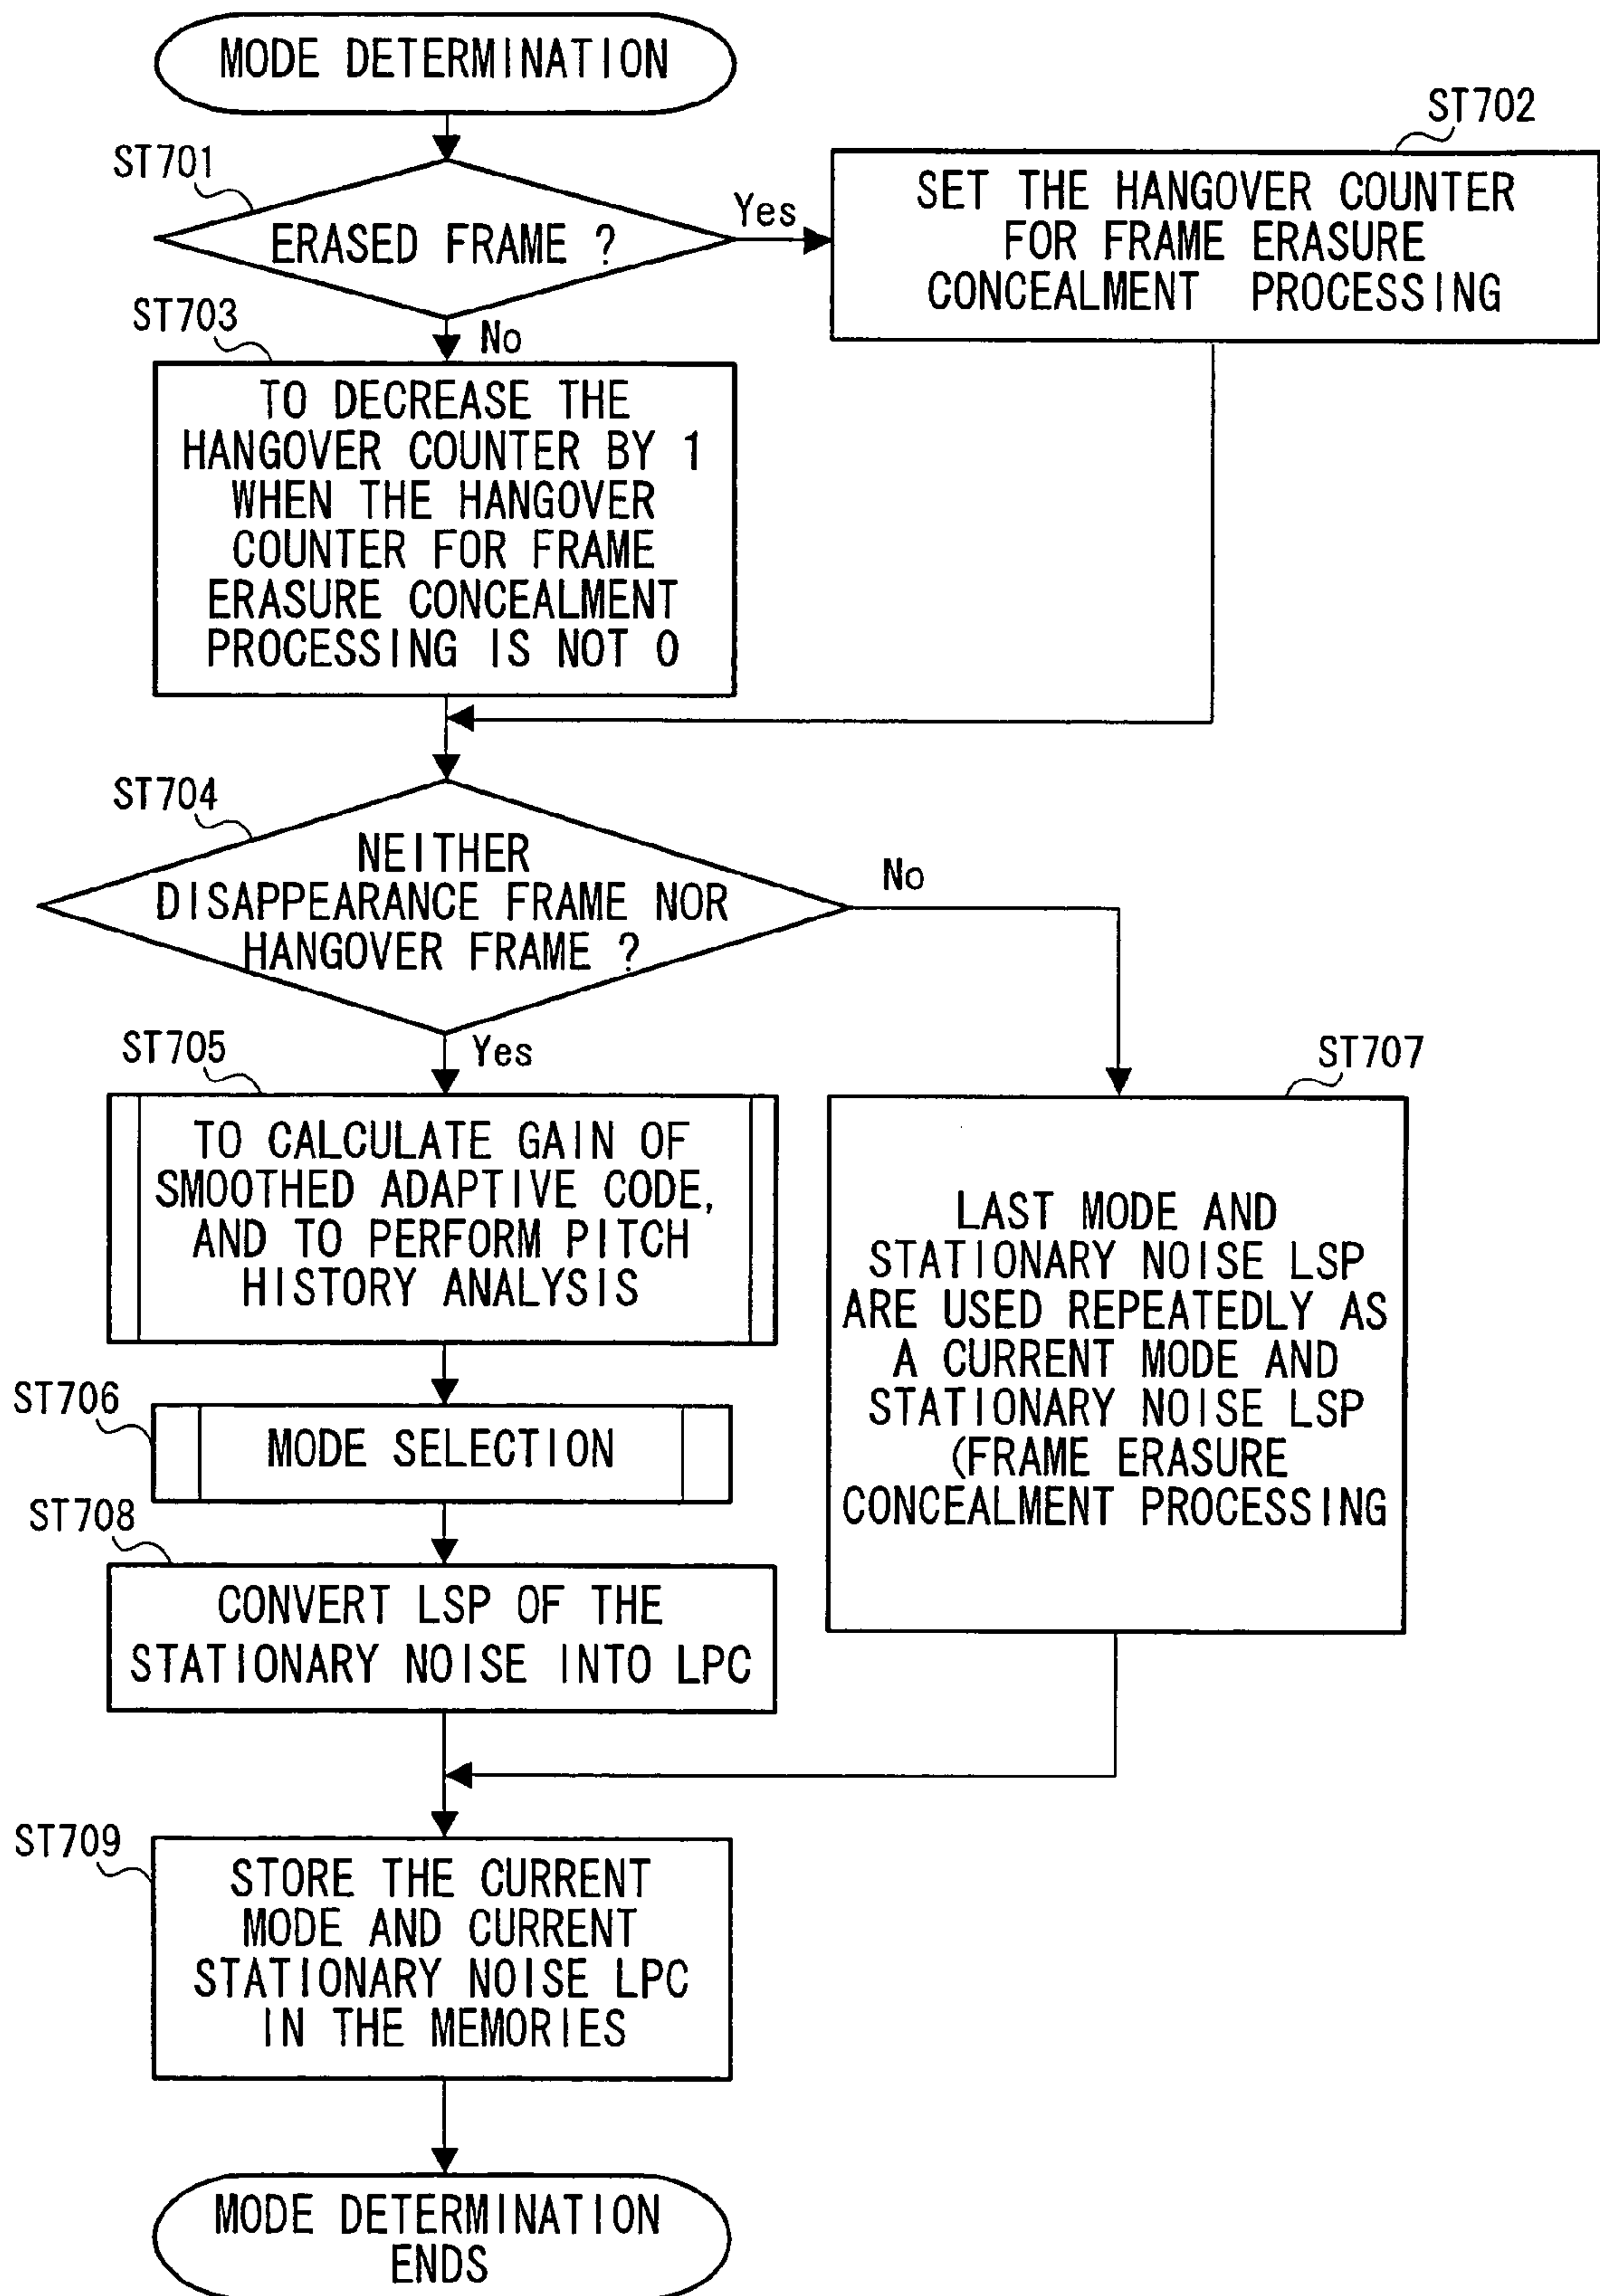 MODE DETERMINATION
ST701
ERASED FRAME ?
Yes
ST702
SET THE HANGOVER COUNTER
FOR FRAME ERASURE
CONCEALMENT PROCESSING
No
ST703
TO DECREASE THE
HANGOVER COUNTER BY 1
WHEN THE HANGOVER
COUNTER FOR FRAME
ERASURE CONCEALMENT
PROCESSING IS NOT 0
ST704
NEITHER
DISAPPEARANCE FRAME NOR
HANGOVER FRAME ?
No
Yes
ST705
TO CALCULATE GAIN OF
SMOOTHED ADAPTIVE CODE,
AND TO PERFORM PITCH
HISTORY ANALYSIS
ST707
LAST MODE AND
STATIONARY NOISE LSP
ARE USED REPEATEDLY AS
A CURRENT MODE AND
STATIONARY NOISE LSP
(FRAME ERASURE
CONCEALMENT PROCESSING
ST706
MODE SELECTION
ST708
CONVERT LSP OF THE
STATIONARY NOISE INTO LPC
ST709
STORE THE CURRENT
MODE AND CURRENT
STATIONARY NOISE LPC
IN THE MEMORIES
MODE DETERMINATION
ENDS